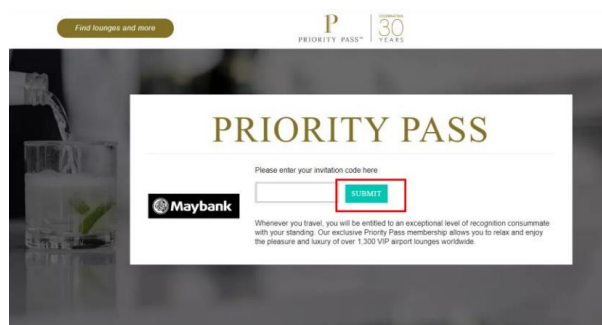 Find lounges and more
P
PRIORITY PASS™
CELEBRATING
30
YEARS
PRIORITY PASS
Please enter your invitation code here
SUBMIT
Maybank
Whenever you travel, you will be entitled to an exceptional level of recognition consummate
with your standing. Our exclusive Priority Pass membership allows you to relax and enjoy
the pleasure and luxury of over 1,300 VIP airport lounges worldwide.